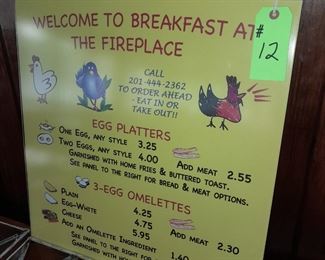 WELCOME TO BREAKFAST AT
THE FIREPLACE
#
12
CALL
201-444-2362
TO ORDER AHEAD
- EAT IN OR
TAKE OUT!!
EGG PLATTERS
ONE EGG, ANY STYLE 3.25
TWO EGGS, ANY STYLE 4.00 ADD MEAT 2.55
GARNISHED WITH HOME FRIES & BUTTERED TOAST.
SEE PANEL TO THE RIGHT FOR BREAD & MEAT OPTIONS.
3-EGG OMELETTES
PLAIN 4.25
EGG-WHITE 4.75
CHEESE 5.95 ADD MEAT 2.30
ADD AN OMELETTE INGREDIENT 1.60
SEE PANEL TO THE RIGHT
GARNISHED WITH HOME